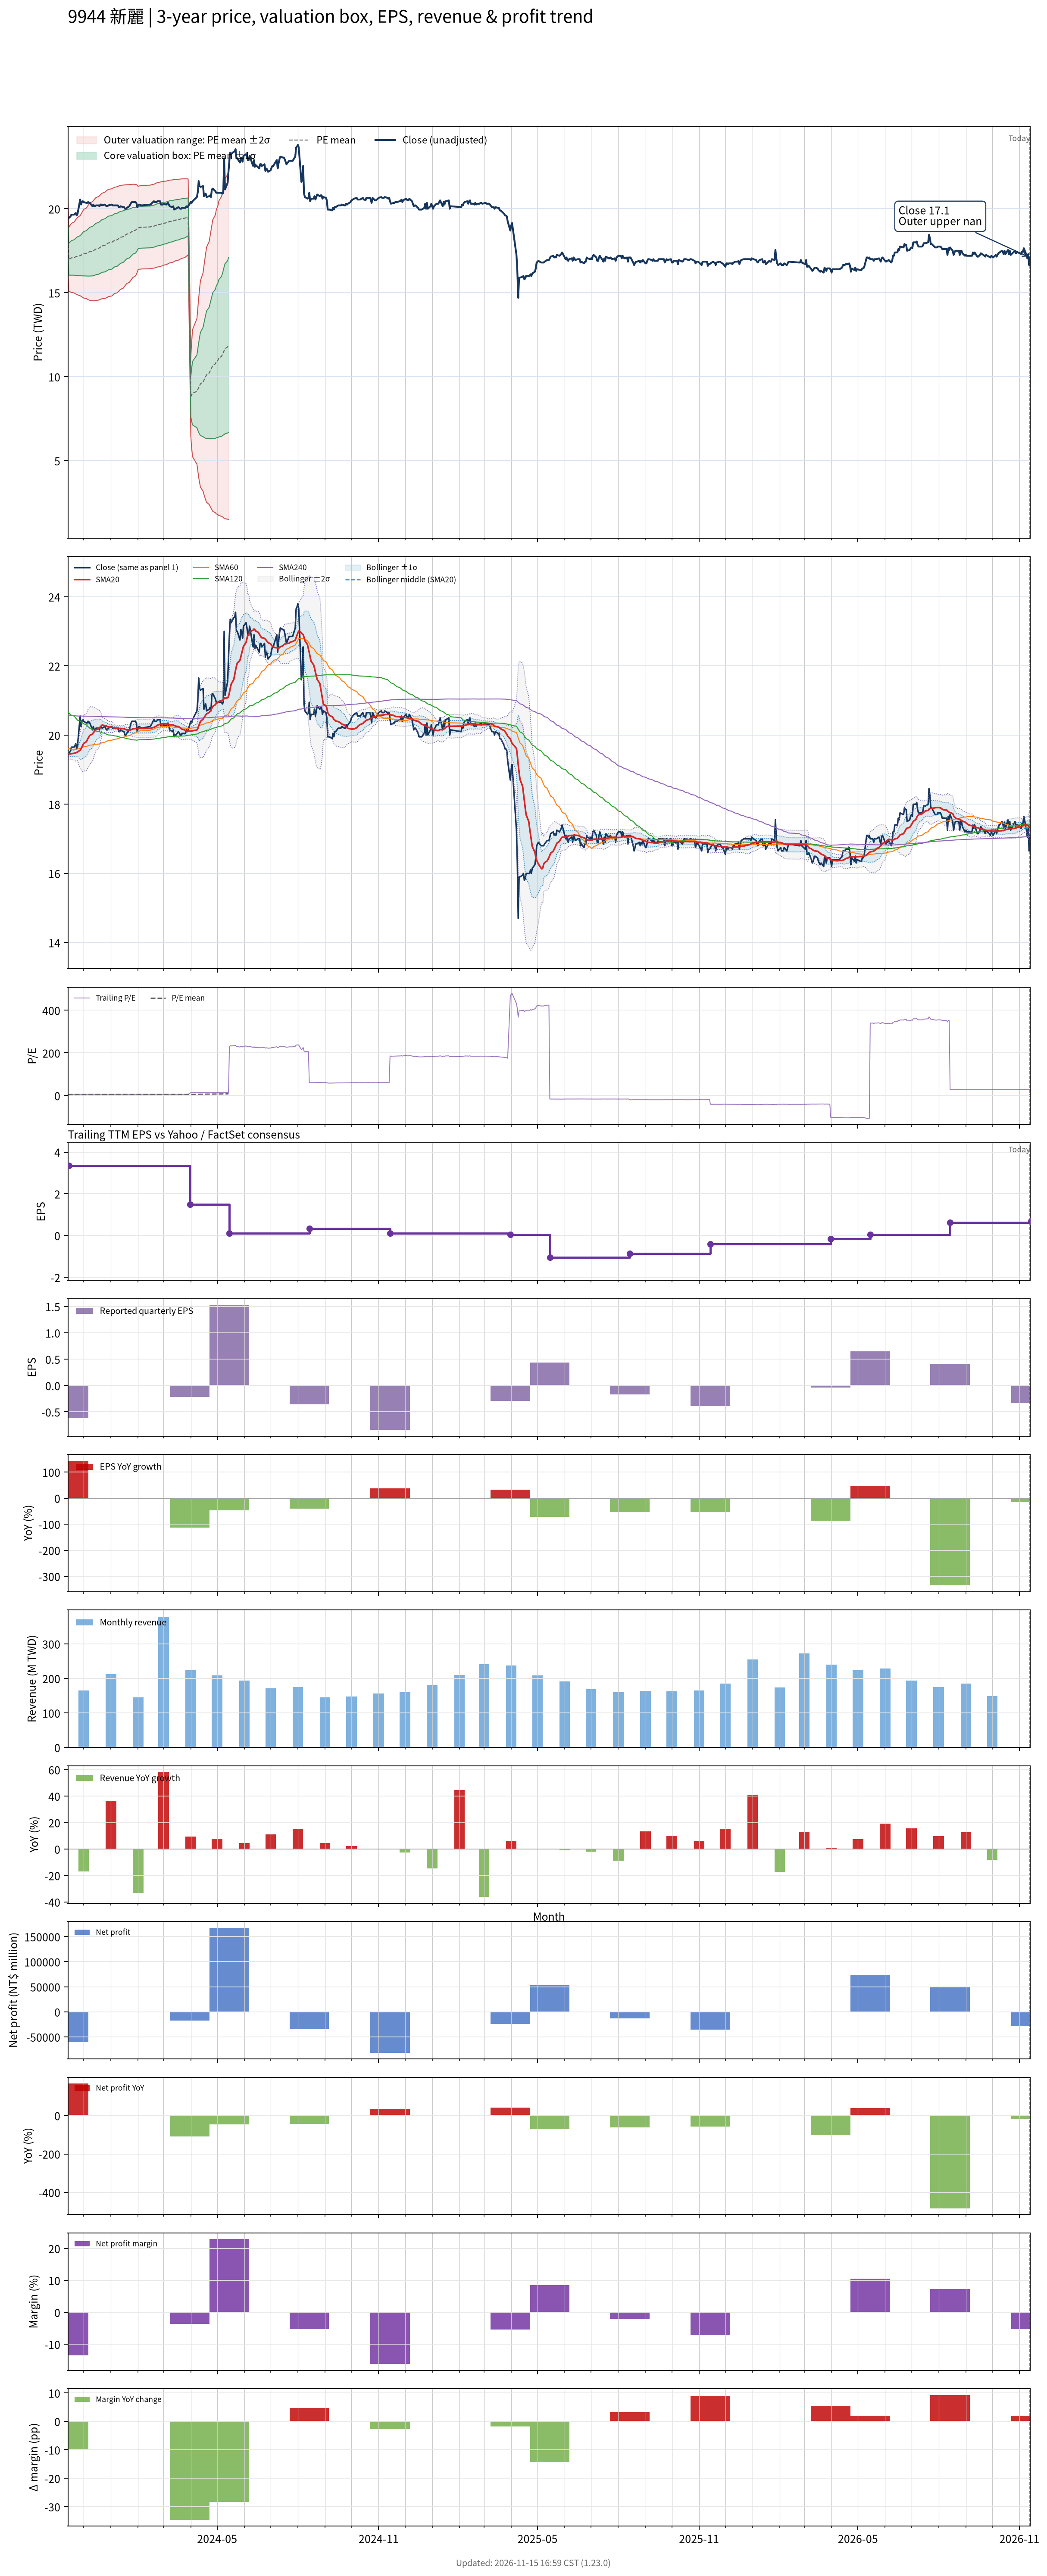 9944 新麗 | 3-year price, valuation box, EPS, revenue & profit trend
Outer valuation range: PE mean ±2σ
PE mean
Close (unadjusted)
Core valuation box: PE mean ±1σ
Today
Close 17.1
Outer upper nan
Price (TWD)
20
15
10
5
Close (same as panel 1)
SMA20
SMA60
SMA120
SMA240
Bollinger ±2σ
Bollinger ±1σ
Bollinger middle (SMA20)
Price
24
22
20
18
16
14
Trailing P/E
P/E mean
P/E
400
200
0
Trailing TTM EPS vs Yahoo / FactSet consensus
Today
EPS
4
2
0
-2
Reported quarterly EPS
EPS
1.5
1.0
0.5
0.0
-0.5
EPS YoY growth
YoY (%)
100
0
-100
-200
-300
Monthly revenue
Revenue (M TWD)
300
200
100
0
Revenue YoY growth
YoY (%)
60
40
20
0
-20
-40
Month
Net profit
Net profit (NT$ million)
150000
100000
50000
0
-50000
Net profit YoY
YoY (%)
0
-200
-400
Net profit margin
Margin (%)
20
10
0
-10
Margin YoY change
Δ margin (pp)
10
0
-10
-20
-30
2024-05
2024-11
2025-05
2025-11
2026-05
2026-11
Updated: 2026-11-15 16:59 CST (1.23.0)